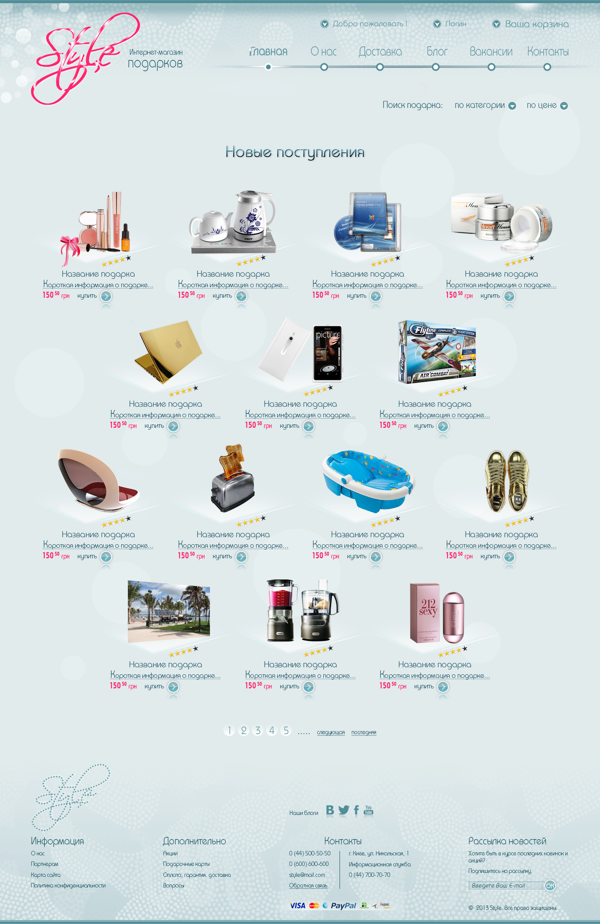 Добро пожаловать! Логин Ваша корзина
Style
Интернет-магазин
подарков
Главная О нас Доставка Блог Вакансии Контакты
Поиск подарка: по категории по цене
Новые поступления
Название подарка Название подарка Название подарка Название подарка
Короткая информация о подарке... Короткая информация о подарке... Короткая информация о подарке... Короткая информация о подарке...
150 50 грн купить 150 50 грн купить 150 50 грн купить 150 50 грн купить
Flying
AIR COMBAT
Название подарка Название подарка Название подарка
Короткая информация о подарке... Короткая информация о подарке... Короткая информация о подарке...
150 50 грн купить 150 50 грн купить 150 50 грн купить
Название подарка Название подарка Название подарка Название подарка
Короткая информация о подарке... Короткая информация о подарке... Короткая информация о подарке... Короткая информация о подарке...
150 50 грн купить 150 50 грн купить 150 50 грн купить 150 50 грн купить
212
sexy
Название подарка Название подарка Название подарка
Короткая информация о подарке... Короткая информация о подарке... Короткая информация о подарке...
150 50 грн купить 150 50 грн купить 150 50 грн купить
1 2 3 4 5 ..... следующая последняя
Style
Наши блоги B f You Tube
Информация Дополнительно Контакты Рассылка новостей
О нас Акции 0 (44) 500-50-50 г. Киев, ул. Никольская, 1 Хотите быть в курсе последних новинок и
акций?
Партнерам Подарочные карты 0 (600) 600-600 Информационная служба
Подпишитесь на рассылку.
Карта сайта Оплата, гарантия, доставка style@mail.com 0 (44) 700-70-70
Политика конфиденциальности Вопросы Обратная связь Введите Ваш E-mail ОК
VISA PayPal
© 2013 Style. Все права защищены.